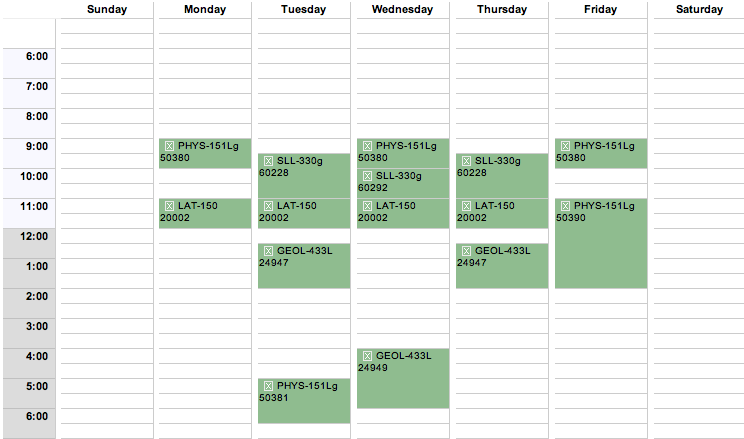 Sunday Monday Tuesday Wednesday Thursday Friday Saturday
6:00
7:00
8:00
9:00
PHYS-151Lg
50380
PHYS-151Lg
50380
PHYS-151Lg
50380
SLL-330g
60228
SLL-330g
60228
10:00
SLL-330g
60292
11:00
LAT-150
20002
LAT-150
20002
LAT-150
20002
LAT-150
20002
PHYS-151Lg
50390
12:00
GEOL-433L
24947
GEOL-433L
24947
1:00
2:00
3:00
4:00
GEOL-433L
24949
5:00
PHYS-151Lg
50381
6:00